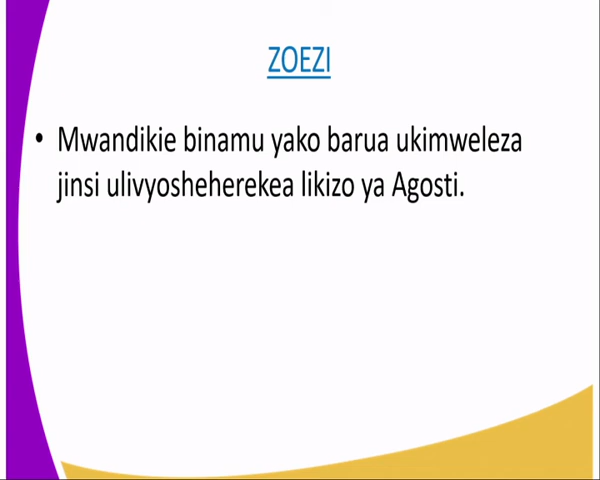 ZOEZI
• Mwandikie binamu yako barua ukimweleza
jinsi ulivyosheherekea likizo ya Agosti.